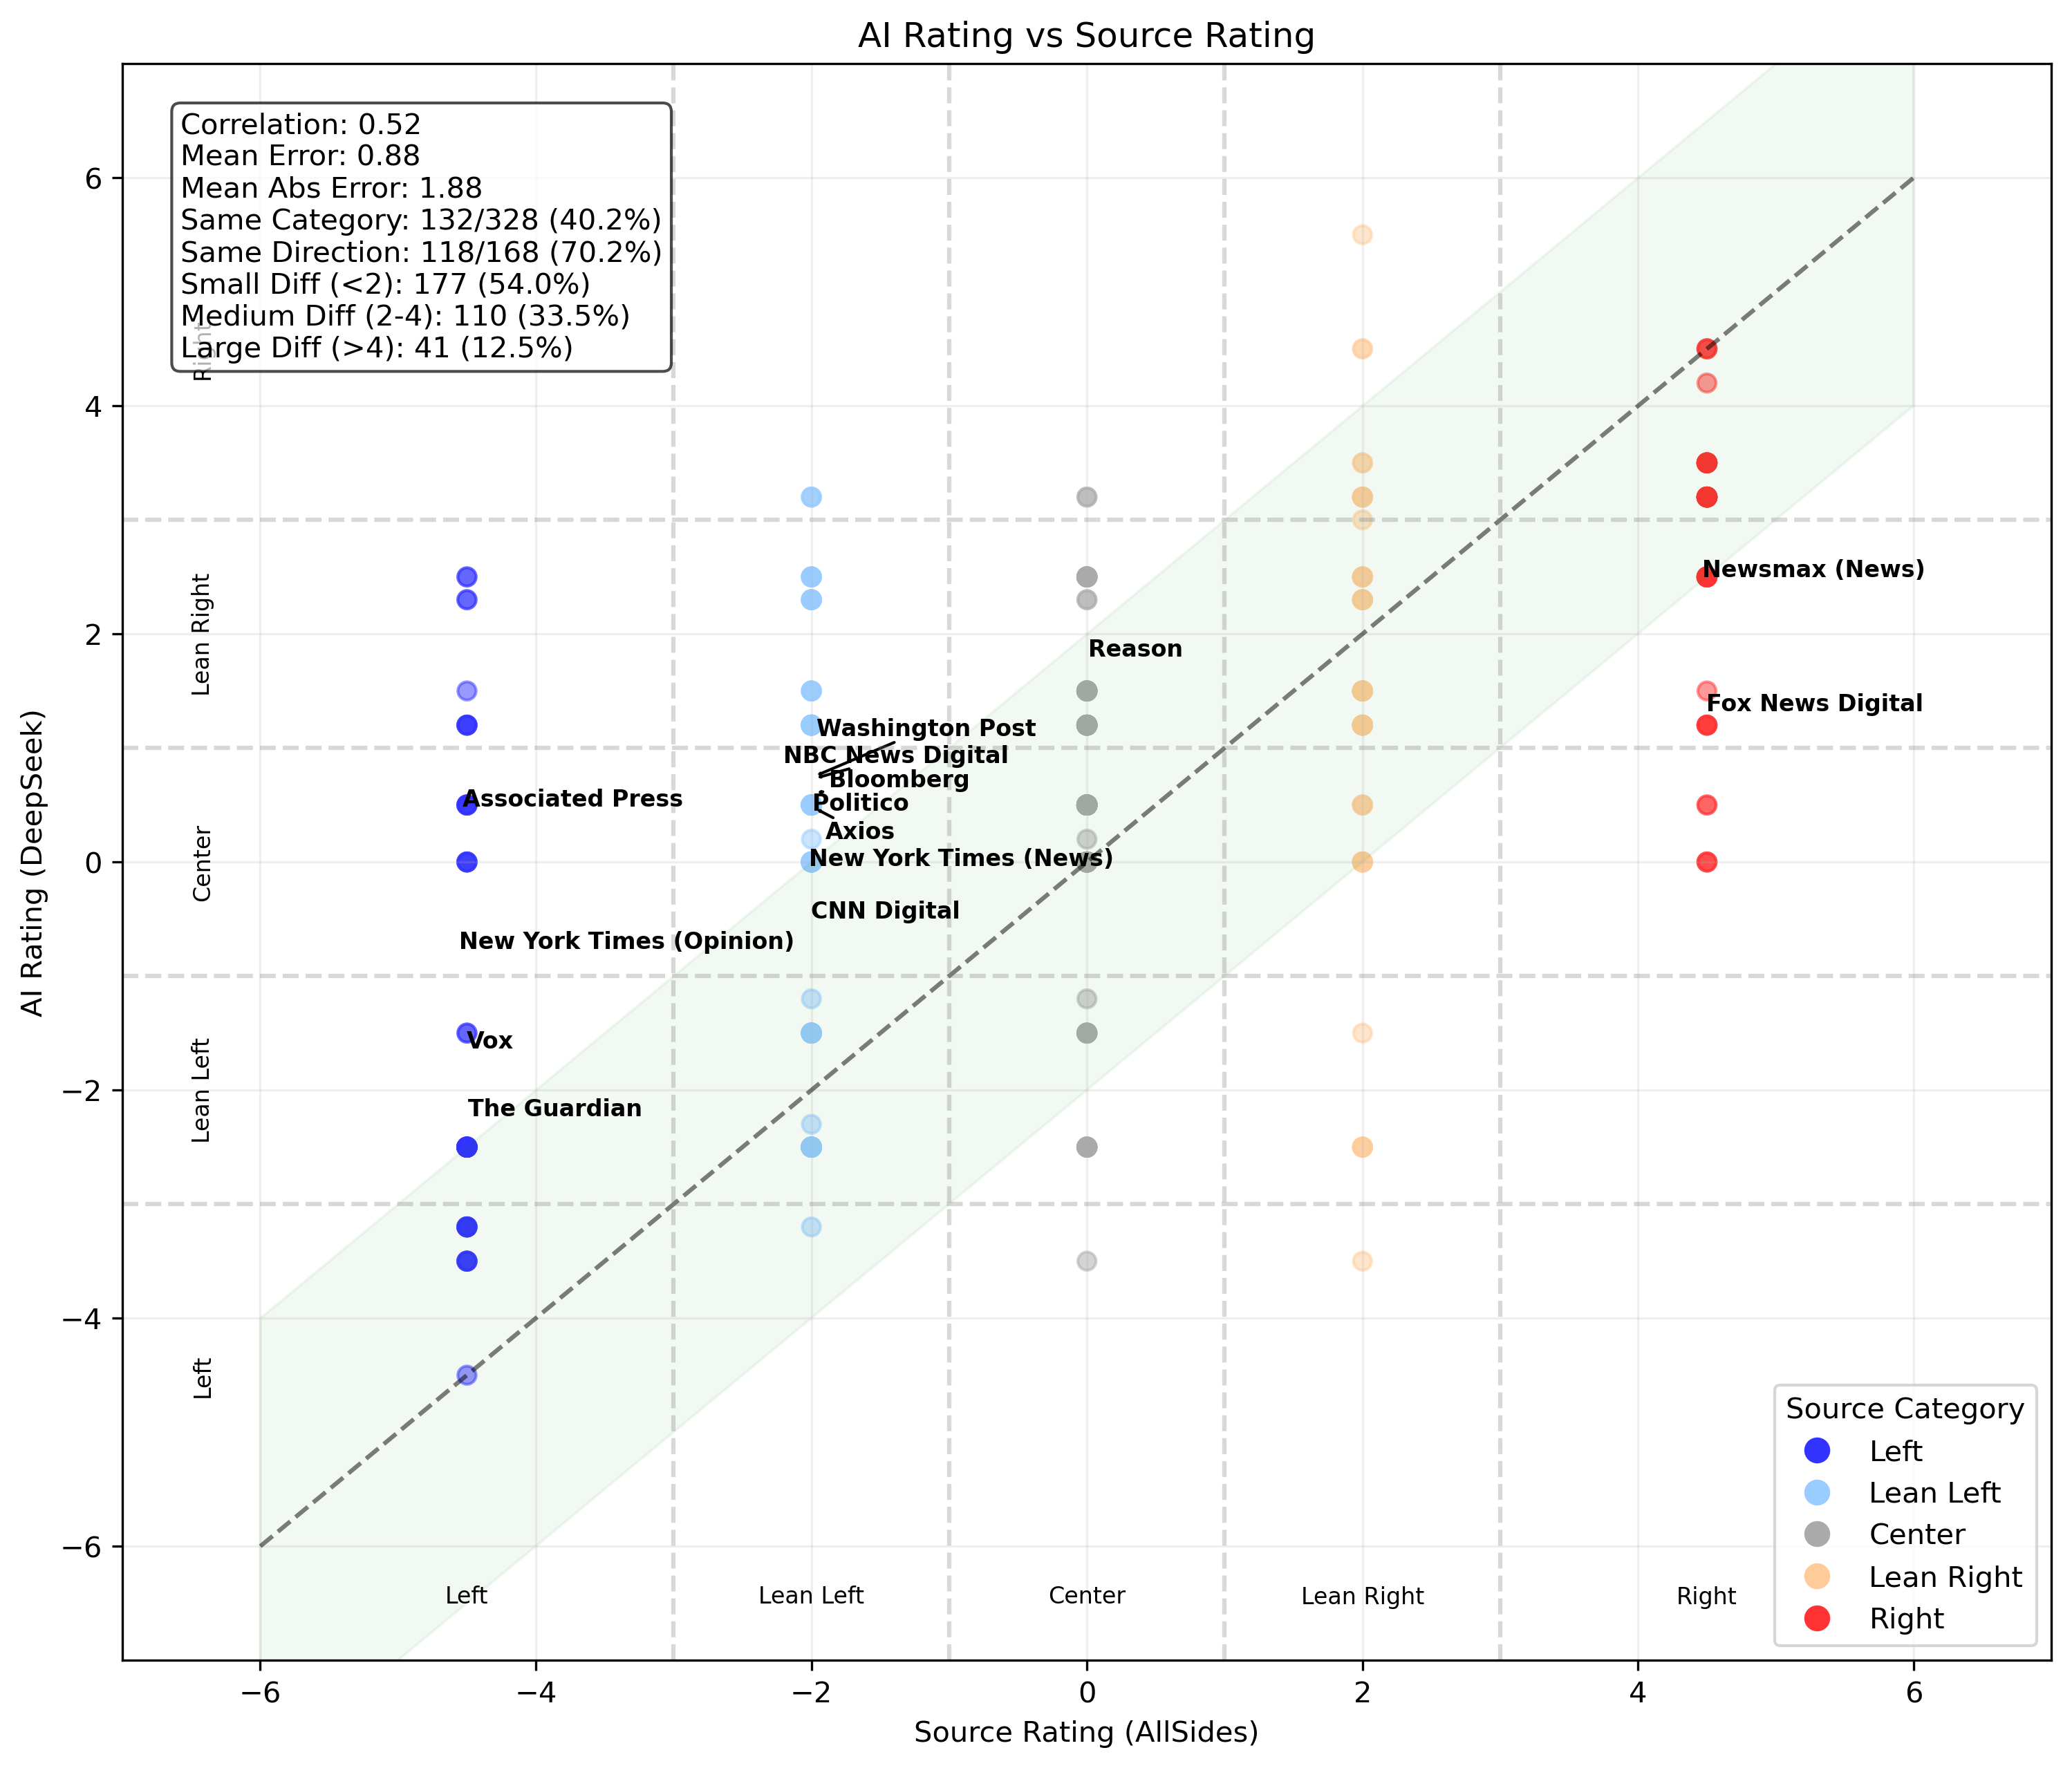 AI Rating vs Source Rating
Correlation: 0.52
Mean Error: 0.88
Mean Abs Error: 1.88
Same Category: 132/328 (40.2%)
Same Direction: 118/168 (70.2%)
Small Diff (<2): 177 (54.0%)
Medium Diff (2-4): 110 (33.5%)
Large Diff (>4): 41 (12.5%)
6
4
2
0
−2
−4
−6
AI Rating (DeepSeek)
Right
Lean Right
Center
Lean Left
Left
Newsmax (News)
Reason
Fox News Digital
Washington Post
NBC News Digital
Bloomberg
Associated Press
Politico
Axios
New York Times (News)
CNN Digital
New York Times (Opinion)
Vox
The Guardian
Left
Lean Left
Center
Lean Right
Right
Source Category
Left
Lean Left
Center
Lean Right
Right
−6
−4
−2
0
2
4
6
Source Rating (AllSides)